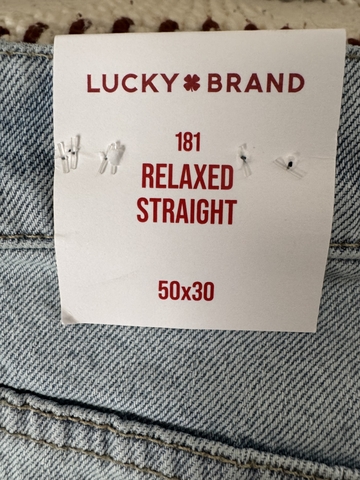 LUCKY BRAND
181
RELAXED
STRAIGHT
50x30